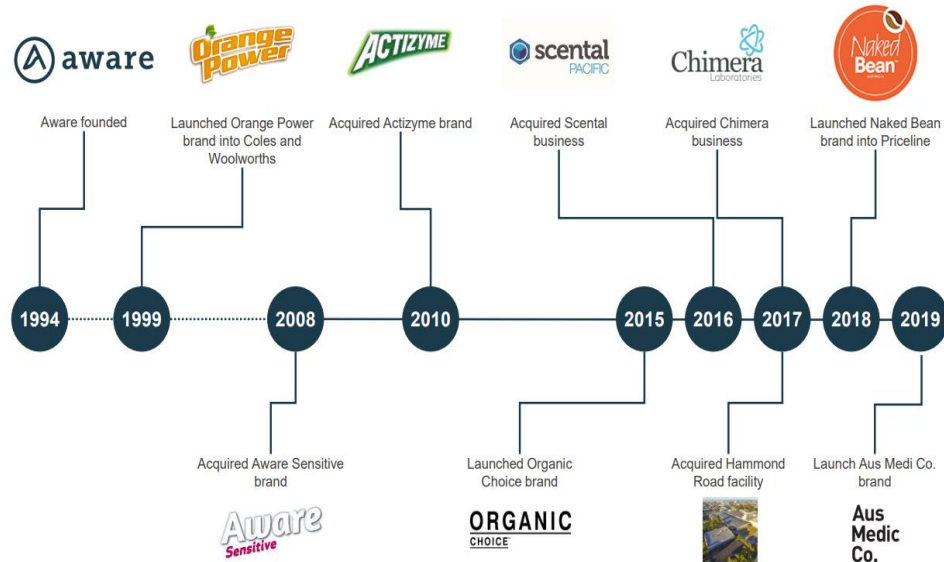 aware
Orange
Power
ACTIZYME
scental
PACIFIC
Chimera
Laboratories
Naked
Bean™
Aware founded
Launched Orange Power
brand into Coles and
Woolworths
Acquired Actizyme brand
Acquired Scental
business
Acquired Chimera
business
Launched Naked Bean
brand into Priceline
1994
1999
2008
2010
2015
2016
2017
2018
2019
Acquired Aware Sensitive
brand
Launched Organic
Choice brand
Acquired Hammond
Road facility
Launch Aus Medi Co.
brand
Aware
Sensitive
ORGANIC
CHOICE
Aus
Medic
Co.